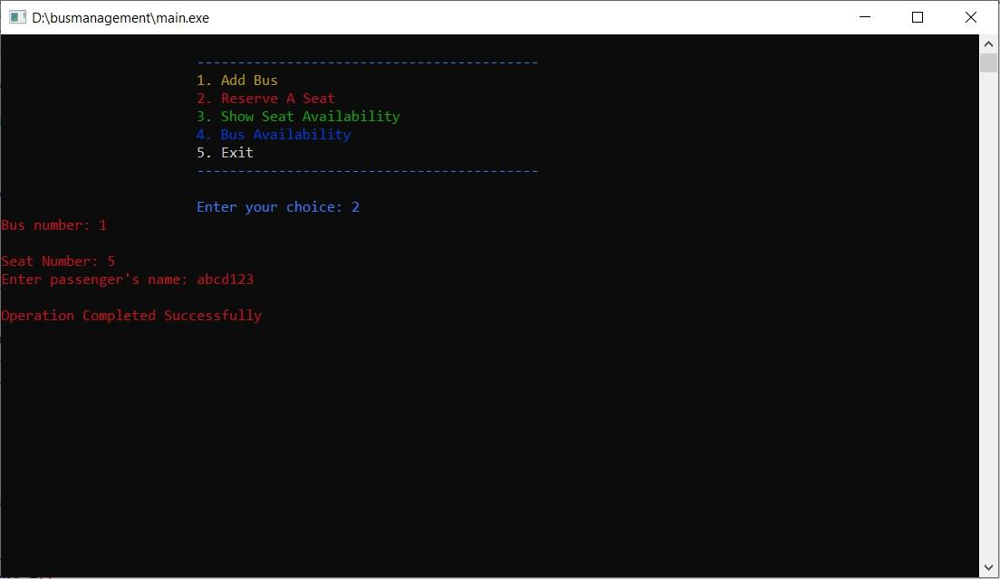 D:\busmanagement\main.exe
------------------------------------------
1. Add Bus
2. Reserve A Seat
3. Show Seat Availability
4. Bus Availability
5. Exit
------------------------------------------
Enter your choice: 2
Bus number: 1
Seat Number: 5
Enter passenger's name: abcd123
Operation Completed Successfully